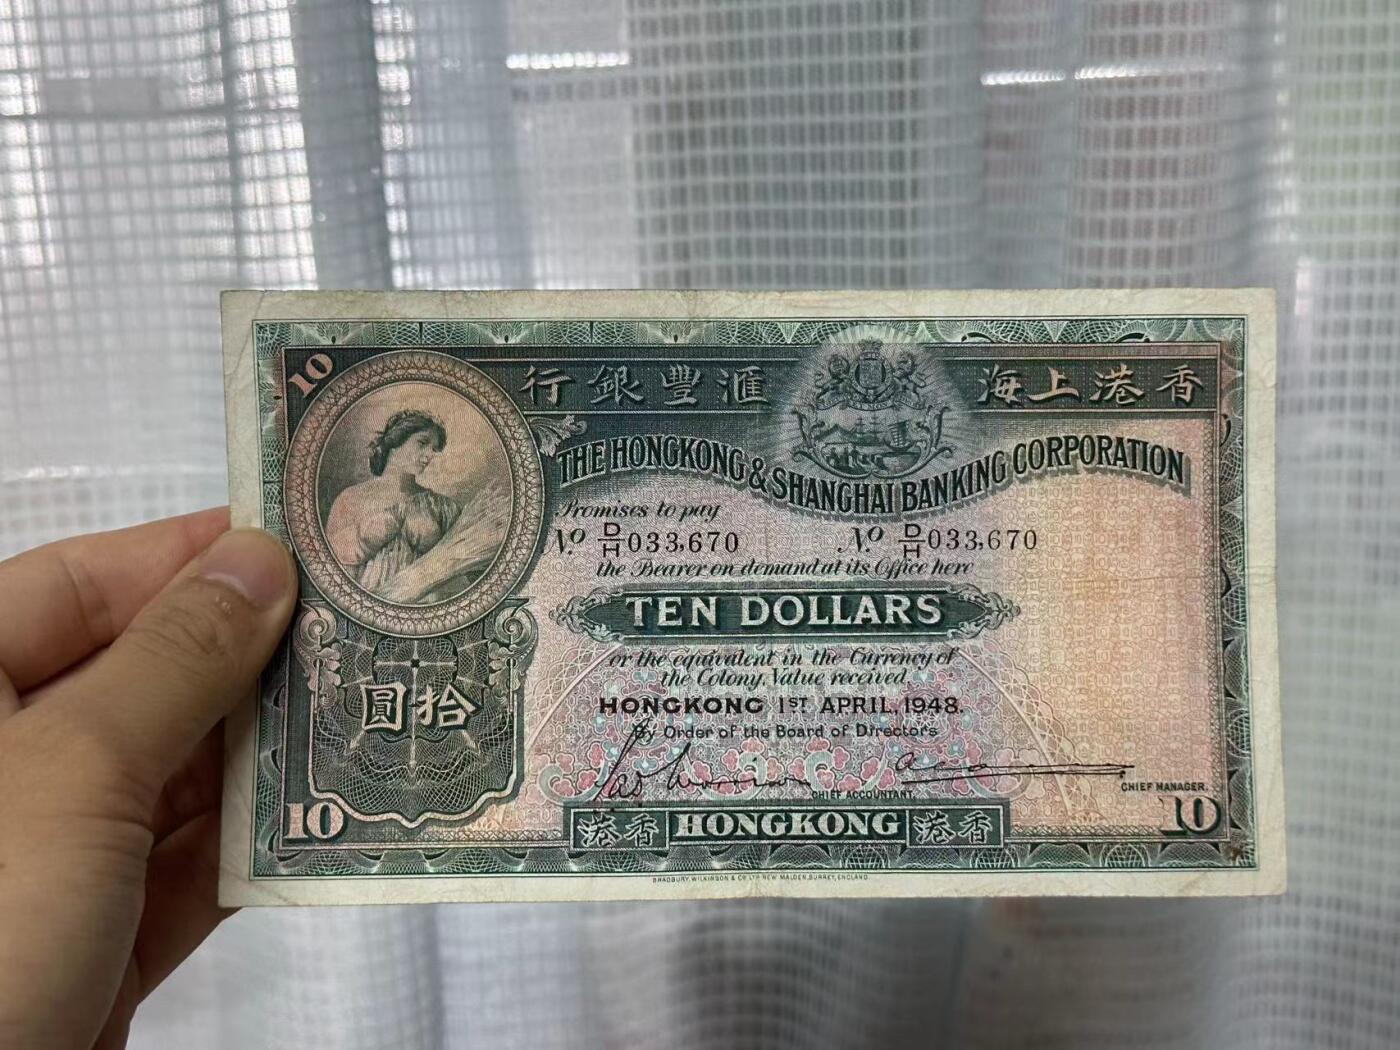 10
香港上海滙豐銀行
THE HONGKONG & SHANGHAI BANKING CORPORATION
Promises to pay
No. D/H 033,670 No. D/H 033,670
the Bearer on demand at its Office here
TEN DOLLARS
or the equivalent in the Currency of
the Colony, Value received
HONGKONG 1ST APRIL, 1948.
By Order of the Board of Directors
拾圓
CHIEF ACCOUNTANT.
CHIEF MANAGER.
10 香港 HONGKONG 香港 10
BRADBURY, WILKINSON & Co LTD NEW MALDEN, SURREY, ENGLAND